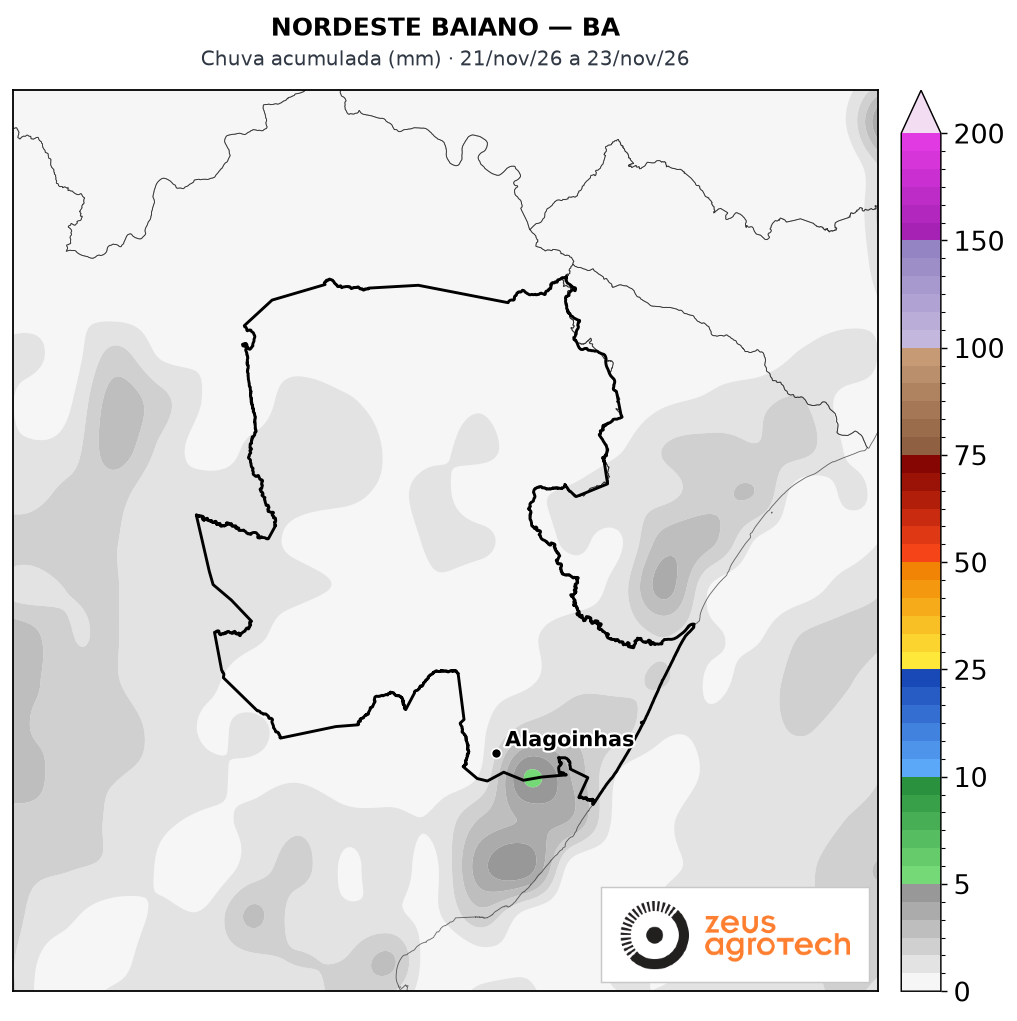 NORDESTE BAIANO — BA
Chuva acumulada (mm) · 21/nov/26 a 23/nov/26
200
150
100
75
50
25
10
5
0
Alagoinhas
zeus
agrotech